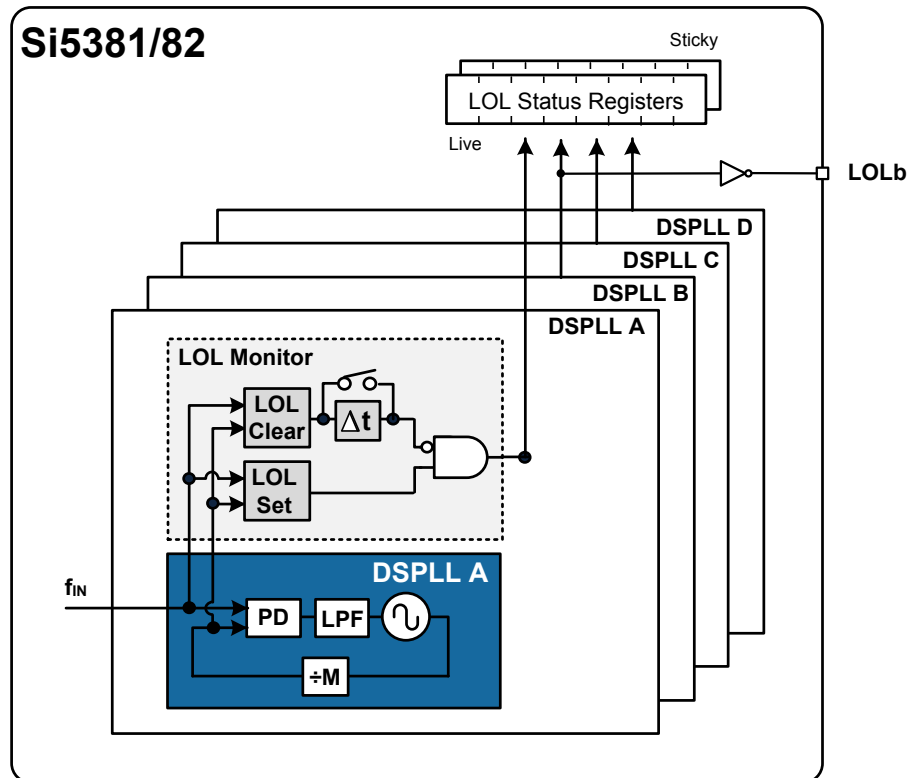 Si5381/82
Sticky
LOL Status Registers
Live
LOLb
DSPLL D
DSPLL C
DSPLL B
DSPLL A
LOL Monitor
LOL
Clear
Δt
LOL
Set
DSPLL A
fIN
PD
LPF
÷M